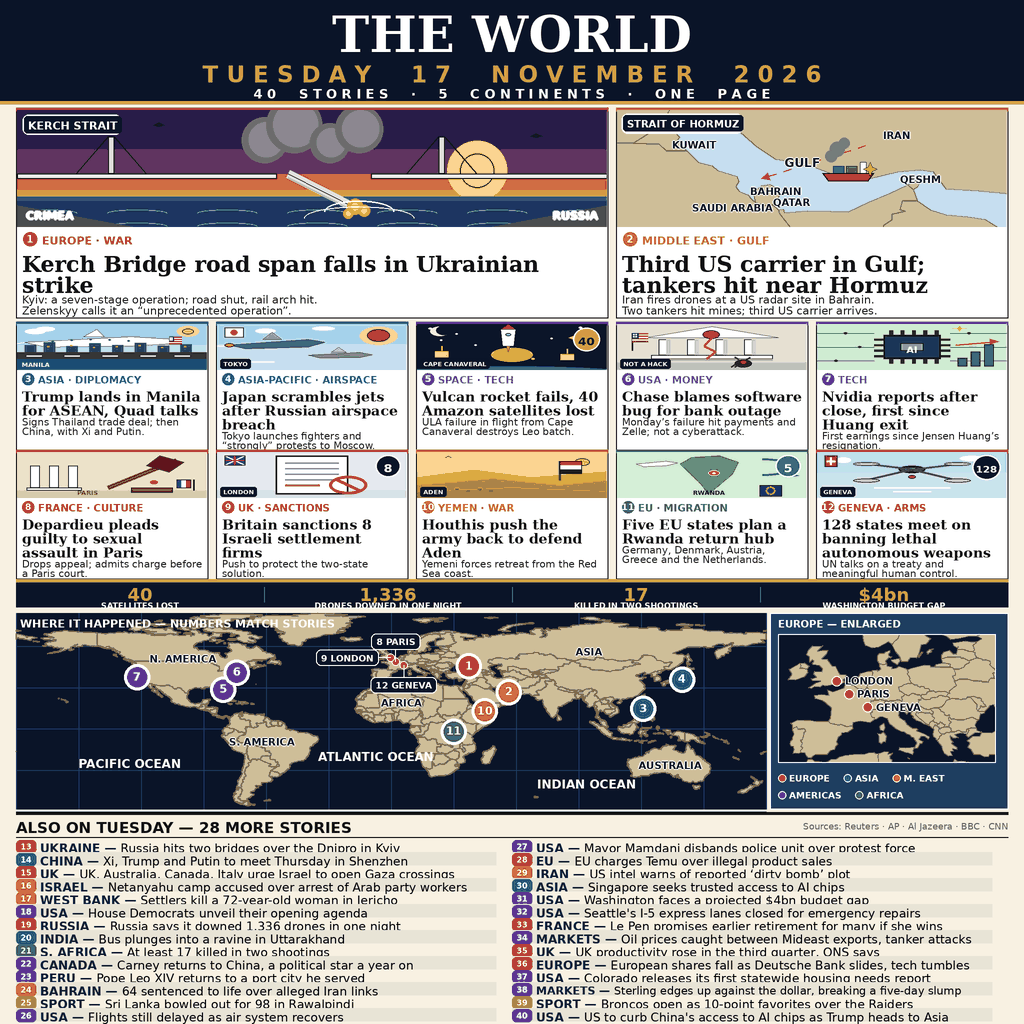 THE WORLD
TUESDAY 17 NOVEMBER 2026
40 STORIES · 5 CONTINENTS · ONE PAGE
KERCH STRAIT
CRIMEA
RUSSIA
1 EUROPE · WAR
Kerch Bridge road span falls in Ukrainian
strike
Kyiv: a seven-stage operation; road shut, rail arch hit.
Zelenskyy calls it an “unprecedented operation”.
STRAIT OF HORMUZ
IRAN
KUWAIT
GULF
QESHM
BAHRAIN
QATAR
SAUDI ARABIA
2 MIDDLE EAST · GULF
Third US carrier in Gulf;
tankers hit near Hormuz
Iran fires drones at a US radar site in Bahrain.
Two tankers hit mines; third US carrier arrives.
MANILA
3 ASIA · DIPLOMACY
Trump lands in Manila
for ASEAN, Quad talks
Signs Thailand trade deal; then
China, with Xi and Putin.
TOKYO
4 ASIA-PACIFIC · AIRSPACE
Japan scrambles jets
after Russian airspace
breach
Tokyo launches fighters and
“strongly” protests to Moscow.
40
CAPE CANAVERAL
5 SPACE · TECH
Vulcan rocket fails, 40
Amazon satellites lost
ULA failure in flight from Cape
Canaveral destroys Leo batch.
NOT A HACK
6 USA · MONEY
Chase blames software
bug for bank outage
Monday’s failure hit payments and
Zelle; not a cyberattack.
AI
7 TECH
Nvidia reports after
close, first since
Huang exit
First earnings since Jensen Huang’s
resignation.
PARIS
8 FRANCE · CULTURE
Depardieu pleads
guilty to sexual
assault in Paris
Drops appeal; admits charge before
a Paris court.
8
LONDON
9 UK · SANCTIONS
Britain sanctions 8
Israeli settlement
firms
Push to protect the two-state
solution.
ADEN
10 YEMEN · WAR
Houthis push the
army back to defend
Aden
Yemeni forces retreat from the Red
Sea coast.
5
RWANDA
11 EU · MIGRATION
Five EU states plan a
Rwanda return hub
Germany, Denmark, Austria,
Greece and the Netherlands.
128
GENEVA
12 GENEVA · ARMS
128 states meet on
banning lethal
autonomous weapons
UN talks on a treaty and
meaningful human control.
40
SATELLITES LOST
1,336
DRONES DOWNED IN ONE NIGHT
17
KILLED IN TWO SHOOTINGS
$4bn
WASHINGTON BUDGET GAP
WHERE IT HAPPENED — NUMBERS MATCH STORIES
8 PARIS
9 LONDON
12 GENEVA
N. AMERICA
ASIA
AFRICA
S. AMERICA
ATLANTIC OCEAN
PACIFIC OCEAN
INDIAN OCEAN
AUSTRALIA
7
6
5
1
2
10
11
3
4
EUROPE — ENLARGED
LONDON
PARIS
GENEVA
EUROPE
ASIA
M. EAST
AMERICAS
AFRICA
ALSO ON TUESDAY — 28 MORE STORIES
Sources: Reuters · AP · Al Jazeera · BBC · CNN
13 UKRAINE — Russia hits two bridges over the Dnipro in Kyiv
14 CHINA — Xi, Trump and Putin to meet Thursday in Shenzhen
15 UK — UK, Australia, Canada, Italy urge Israel to open Gaza crossings
16 ISRAEL — Netanyahu camp accused over arrest of Arab party workers
17 WEST BANK — Settlers kill a 72-year-old woman in Jericho
18 USA — House Democrats unveil their opening agenda
19 RUSSIA — Russia says it downed 1,336 drones in one night
20 INDIA — Bus plunges into a ravine in Uttarakhand
21 S. AFRICA — At least 17 killed in two shootings
22 CANADA — Carney returns to China, a political star a year on
23 PERU — Pope Leo XIV returns to a port city he served
24 BAHRAIN — 64 sentenced to life over alleged Iran links
25 SPORT — Sri Lanka bowled out for 98 in Rawalpindi
26 USA — Flights still delayed as air system recovers
27 USA — Mayor Mamdani disbands police unit over protest force
28 EU — EU charges Temu over illegal product sales
29 IRAN — US intel warns of reported ‘dirty bomb’ plot
30 ASIA — Singapore seeks trusted access to AI chips
31 USA — Washington faces a projected $4bn budget gap
32 USA — Seattle's I-5 express lanes closed for emergency repairs
33 FRANCE — Le Pen promises earlier retirement for many if she wins
34 MARKETS — Oil prices caught between Mideast exports, tanker attacks
35 UK — UK productivity rose in the third quarter, ONS says
36 EUROPE — European shares fall as Deutsche Bank slides, tech tumbles
37 USA — Colorado releases its first statewide housing needs report
38 MARKETS — Sterling edges up against the dollar, breaking a five-day slump
39 SPORT — Broncos open as 10-point favorites over the Raiders
40 USA — US to curb China's access to AI chips as Trump heads to Asia